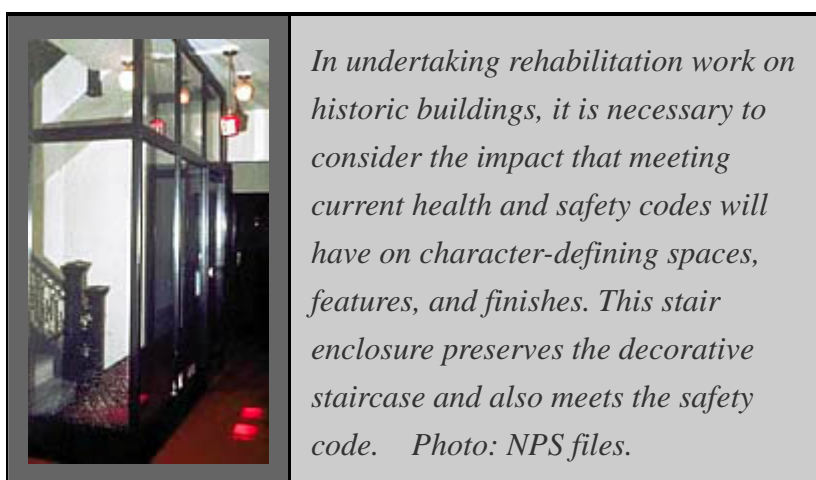 In undertaking rehabilitation work on
historic buildings, it is necessary to
consider the impact that meeting
current health and safety codes will
have on character-defining spaces,
features, and finishes. This stair
enclosure preserves the decorative
staircase and also meets the safety
code. Photo: NPS files.